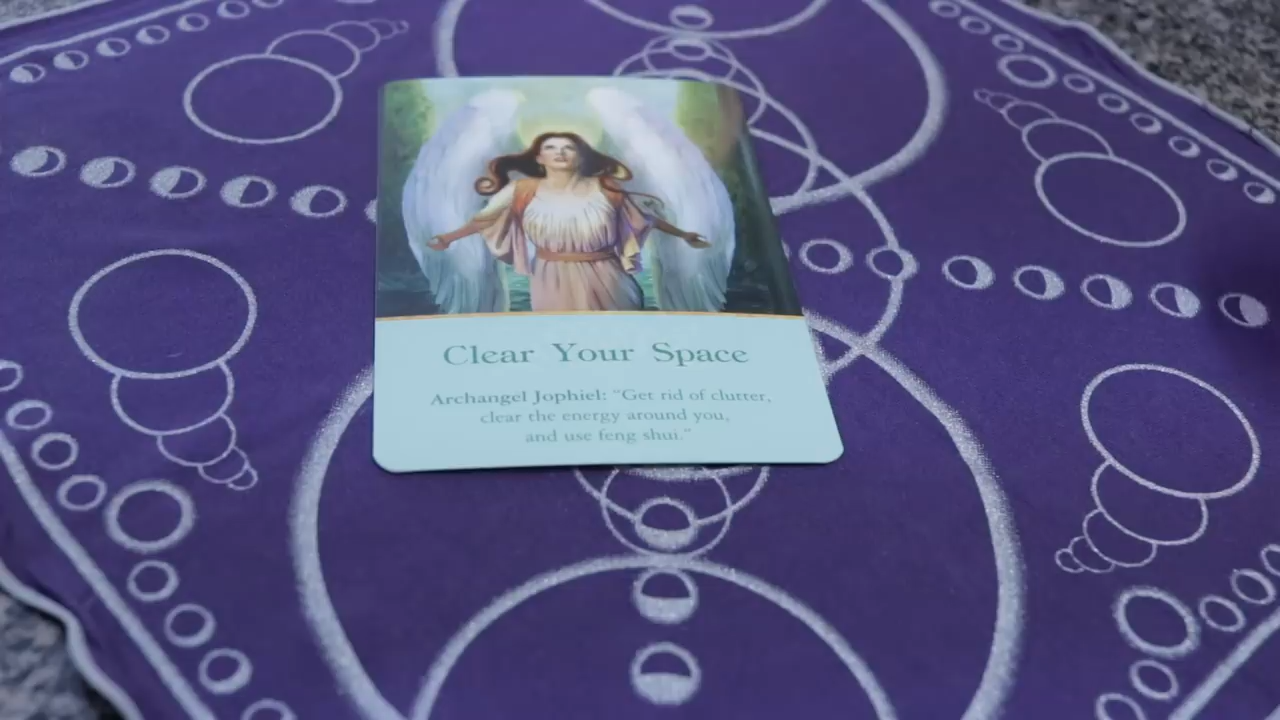 Clear Your Space
Archangel Jophiel: “Get rid of clutter,
clear the energy around you,
and use feng shui.”